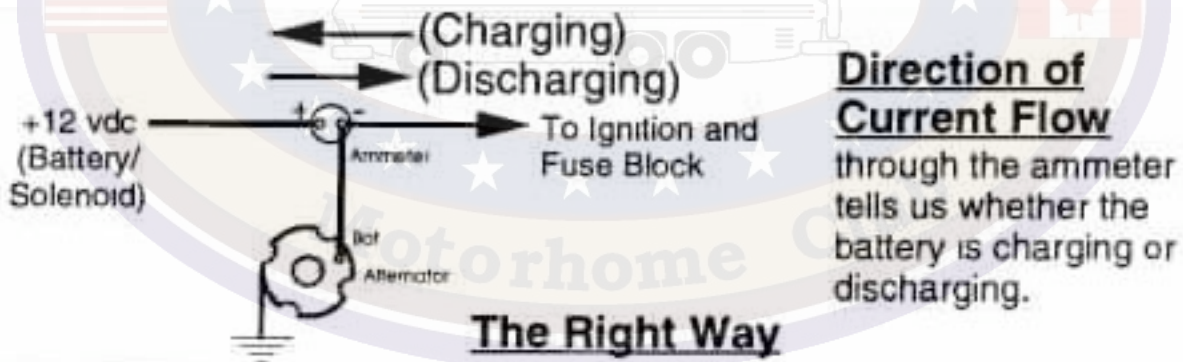 (Charging)
(Discharging)
+12 vdc
(Battery/
Solenoid)
+
-
Ammeter
To Ignition and
Fuse Block
Bat
Alternator
The Right Way
Direction of
Current Flow
through the ammeter
tells us whether the
battery is charging or
discharging.
Motorhome